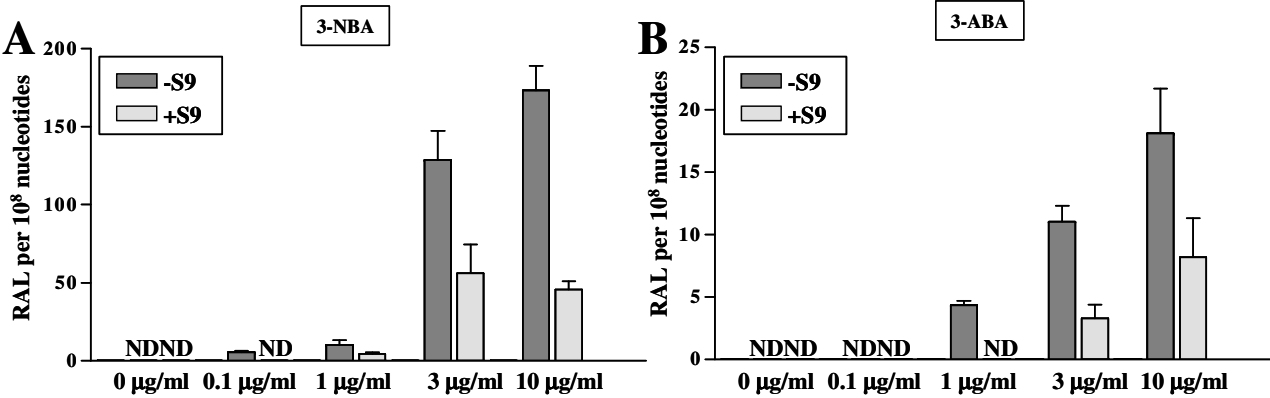 A
3-NBA
RAL per 10⁸ nucleotides
200
150
100
50
0
-S9
+S9
NDND
ND
0 µg/ml 0.1 µg/ml 1 µg/ml 3 µg/ml 10 µg/ml
B
3-ABA
RAL per 10⁸ nucleotides
25
20
15
10
5
0
-S9
+S9
NDND NDND
ND
0 µg/ml 0.1 µg/ml 1 µg/ml 3 µg/ml 10 µg/ml